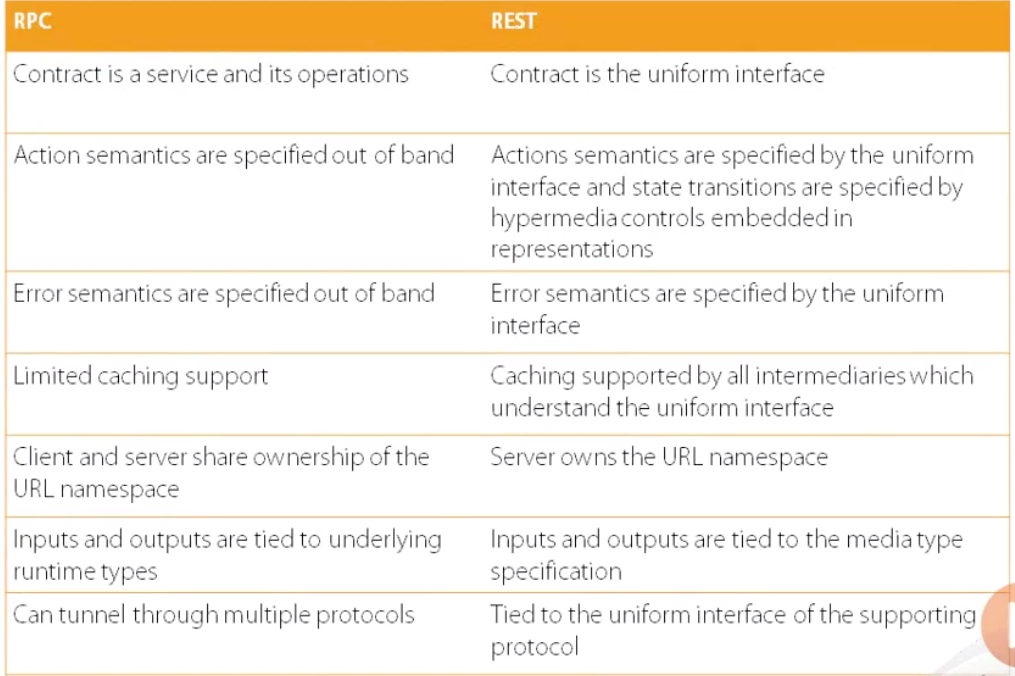 RPC REST
Contract is a service and its operations Contract is the uniform interface
Action semantics are specified out of band Actions semantics are specified by the uniform
interface and state transitions are specified by
hypermedia controls embedded in
representations
Error semantics are specified out of band Error semantics are specified by the uniform
interface
Limited caching support Caching supported by all intermediaries which
understand the uniform interface
Client and server share ownership of the Server owns the URL namespace
URL namespace
Inputs and outputs are tied to underlying Inputs and outputs are tied to the media type
runtime types specification
Can tunnel through multiple protocols Tied to the uniform interface of the supporting
protocol